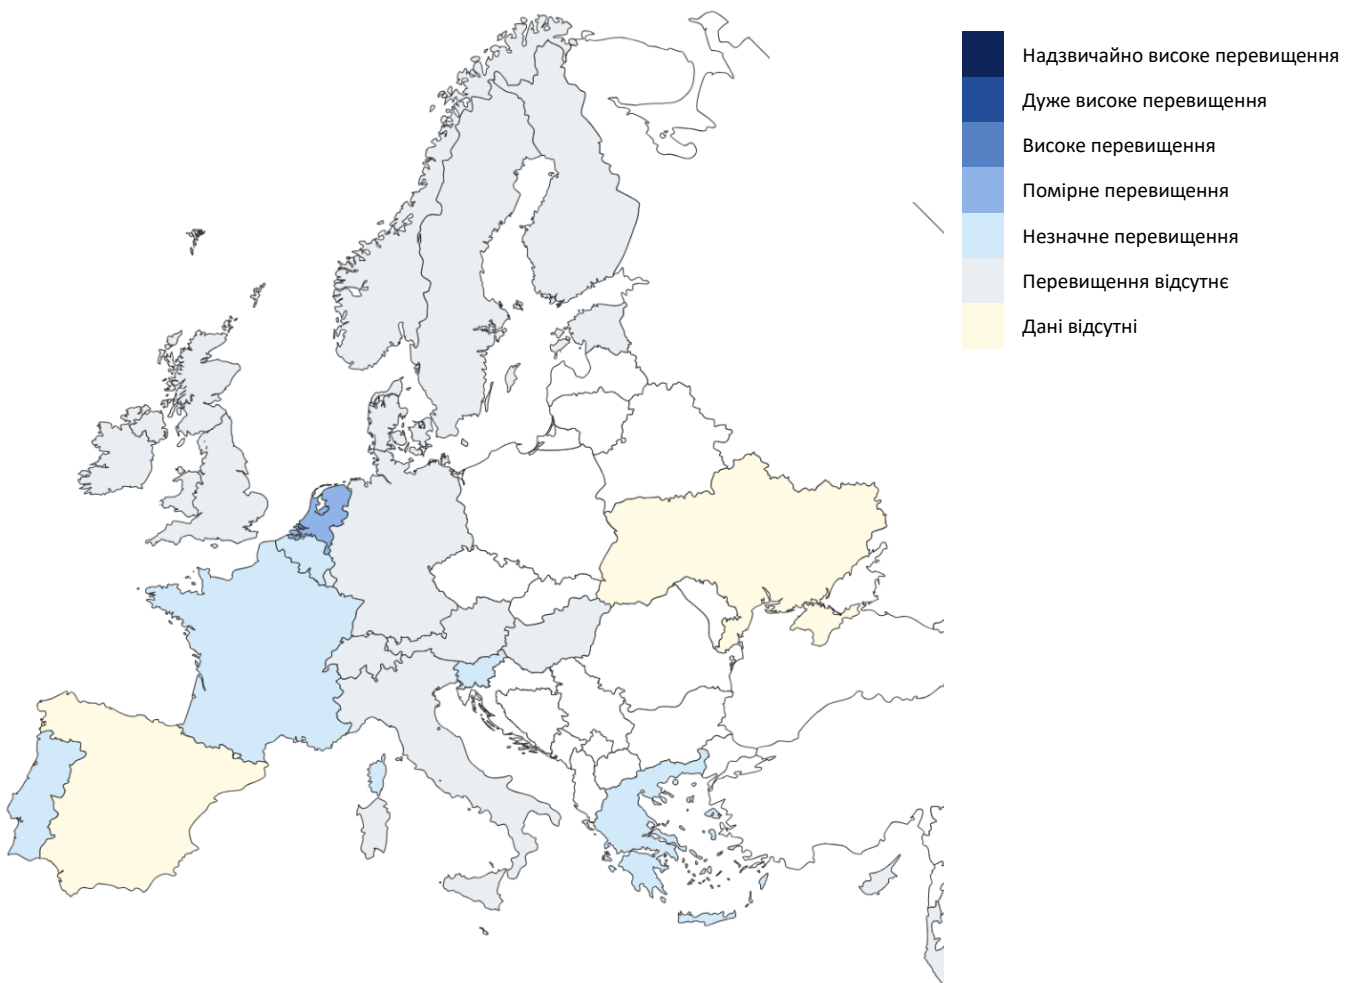 Надзвичайно високе перевищення
Дуже високе перевищення
Високе перевищення
Помірне перевищення
Незначне перевищення
Перевищення відсутнє
Дані відсутні